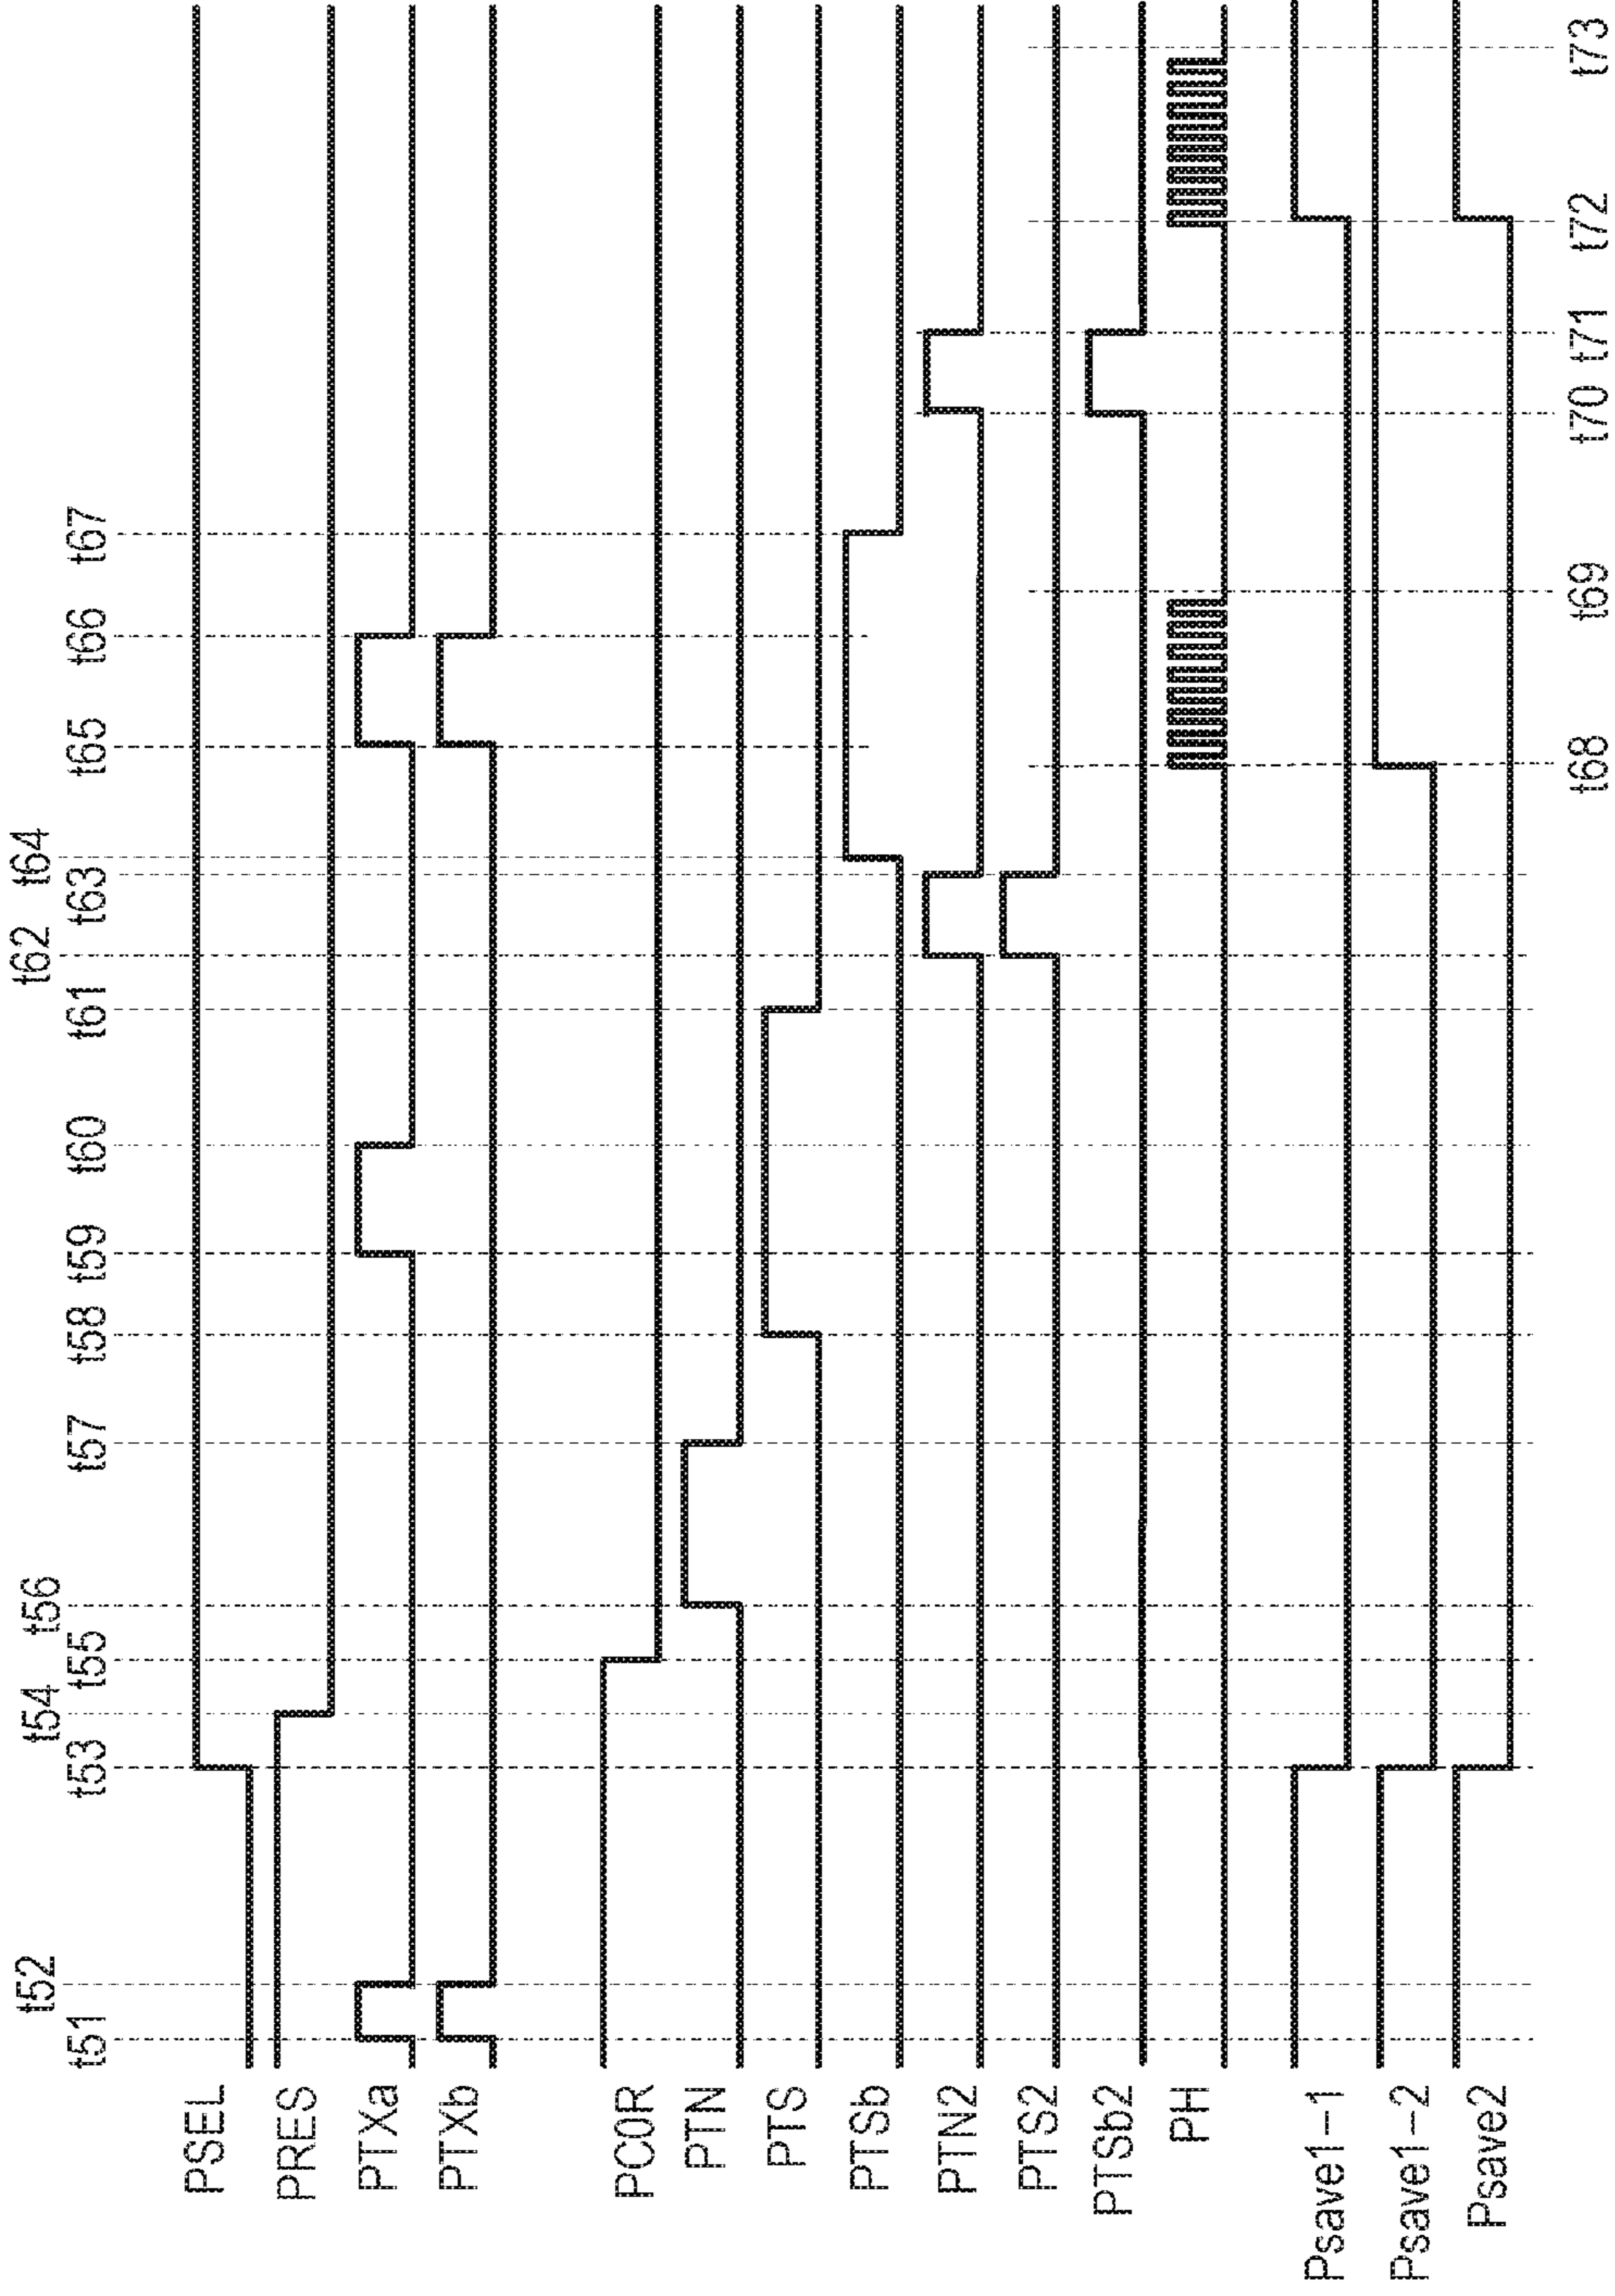 t52 t54 t56 t62 t64
t51 t53 t55 t57 t58 t59 t60 t61 t63 t65 t66 t67
PSEL
PRES
PTXa
PTXb
PC0R
PTN
PTS
PTSb
PTN2
PTS2
PTSb2
PH
Psave1-1
Psave1-2
Psave2
t68 t69 t70 t71 t72 t73